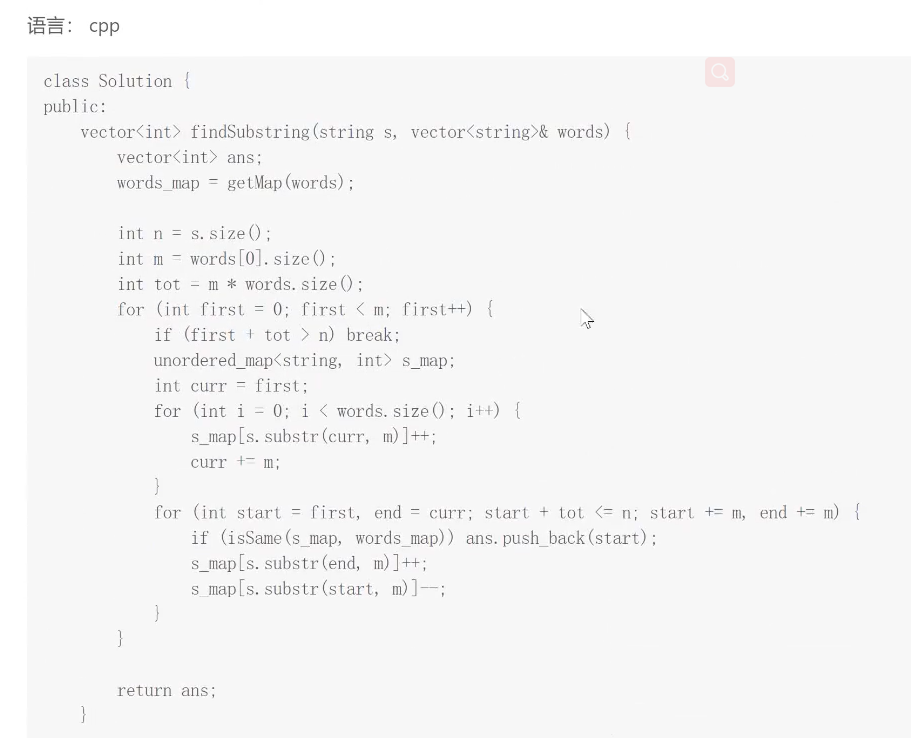 语言： cpp
class Solution {
public:
    vector<int> findSubstring(string s, vector<string>& words) {
        vector<int> ans;
        words_map = getMap(words);

        int n = s.size();
        int m = words[0].size();
        int tot = m * words.size();
        for (int first = 0; first < m; first++) {
            if (first + tot > n) break;
            unordered_map<string, int> s_map;
            int curr = first;
            for (int i = 0; i < words.size(); i++) {
                s_map[s.substr(curr, m)]++;
                curr += m;
            }
            for (int start = first, end = curr; start + tot <= n; start += m, end += m) {
                if (isSame(s_map, words_map)) ans.push_back(start);
                s_map[s.substr(end, m)]++;
                s_map[s.substr(start, m)]--;
            }
        }

        return ans;
    }